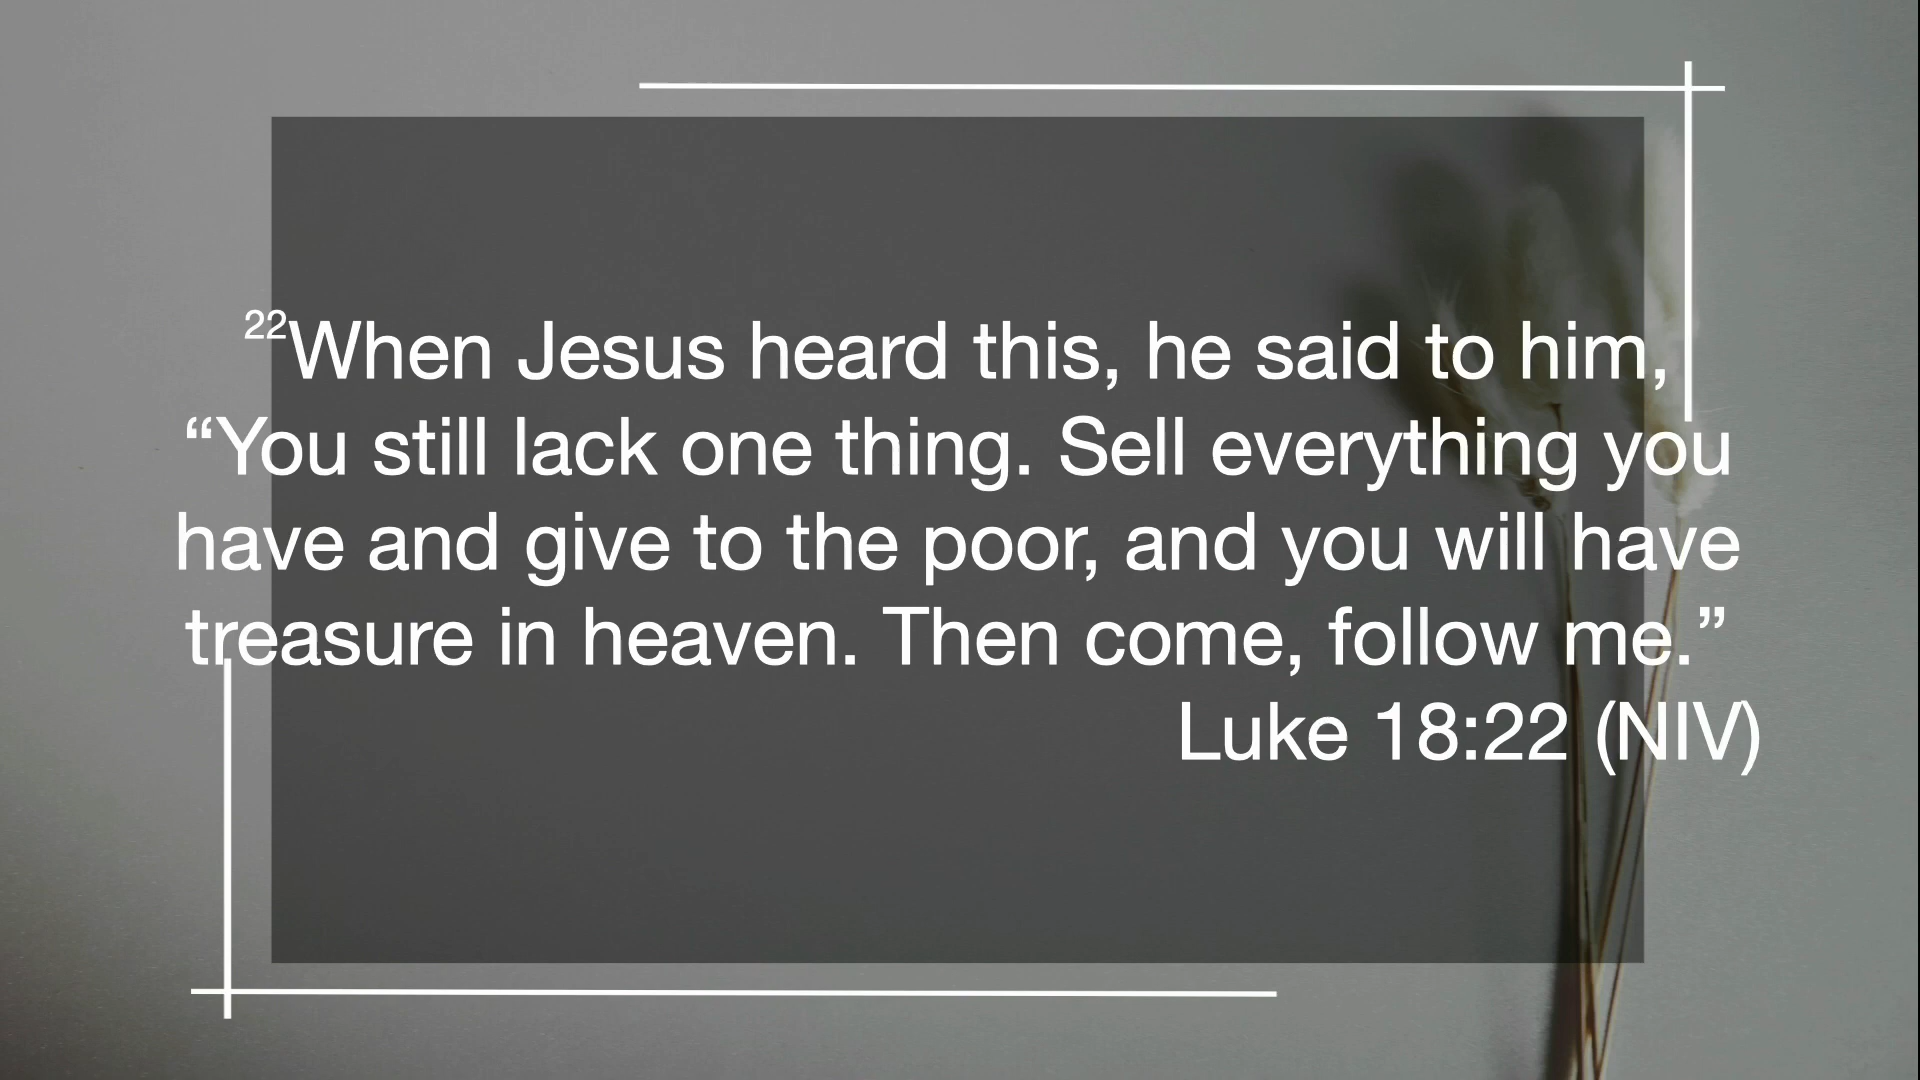 22When Jesus heard this, he said to him,
“You still lack one thing. Sell everything you
have and give to the poor, and you will have
treasure in heaven. Then come, follow me.”
Luke 18:22 (NIV)